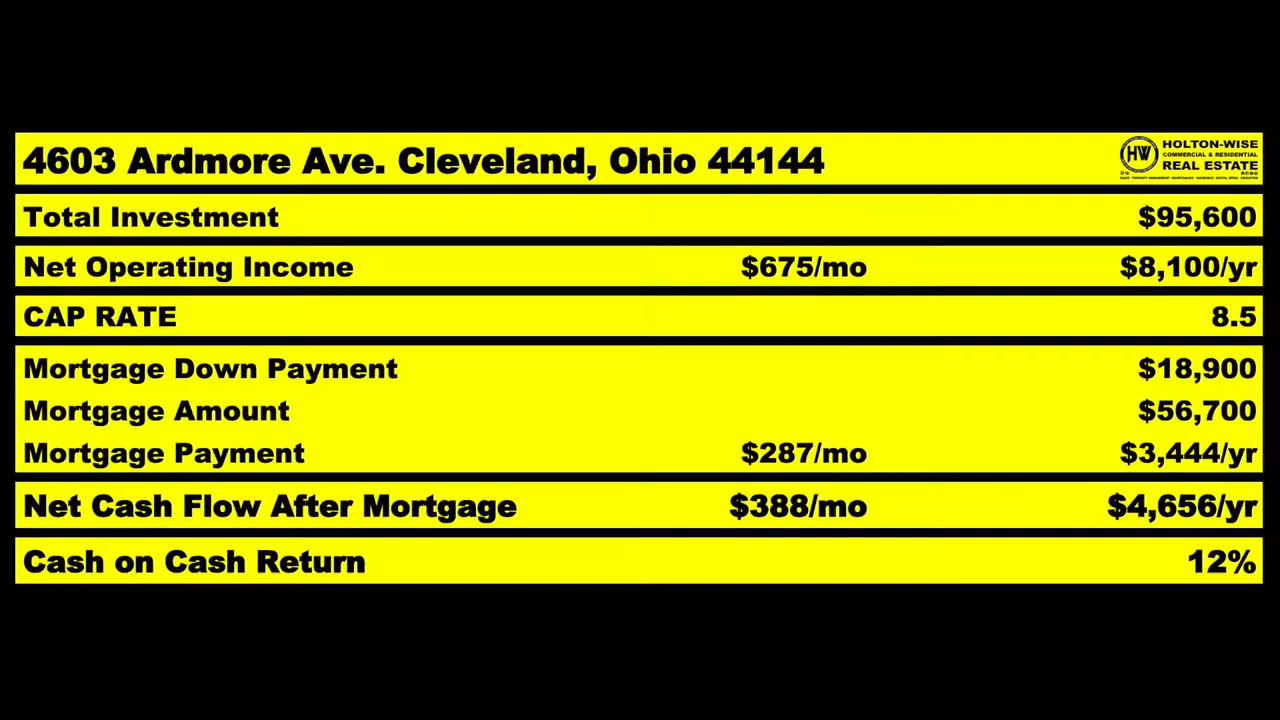 4603 Ardmore Ave. Cleveland, Ohio 44144
HW
HOLTON-WISE
COMMERCIAL & RESIDENTIAL
REAL ESTATE
Total Investment $95,600
Net Operating Income $675/mo $8,100/yr
CAP RATE 8.5
Mortgage Down Payment $18,900
Mortgage Amount $56,700
Mortgage Payment $287/mo $3,444/yr
Net Cash Flow After Mortgage $388/mo $4,656/yr
Cash on Cash Return 12%